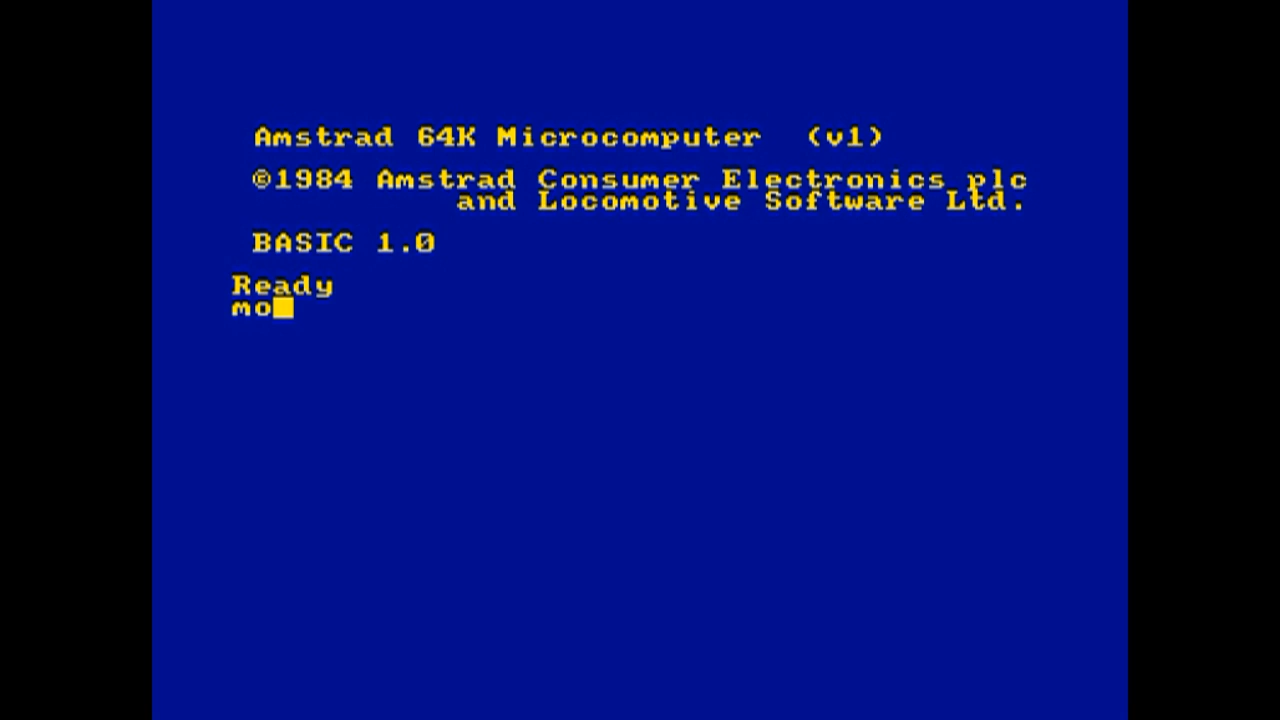 Amstrad 64K Microcomputer (v1)
©1984 Amstrad Consumer Electronics plc
and Locomotive Software Ltd.
BASIC 1.0
Ready
mo